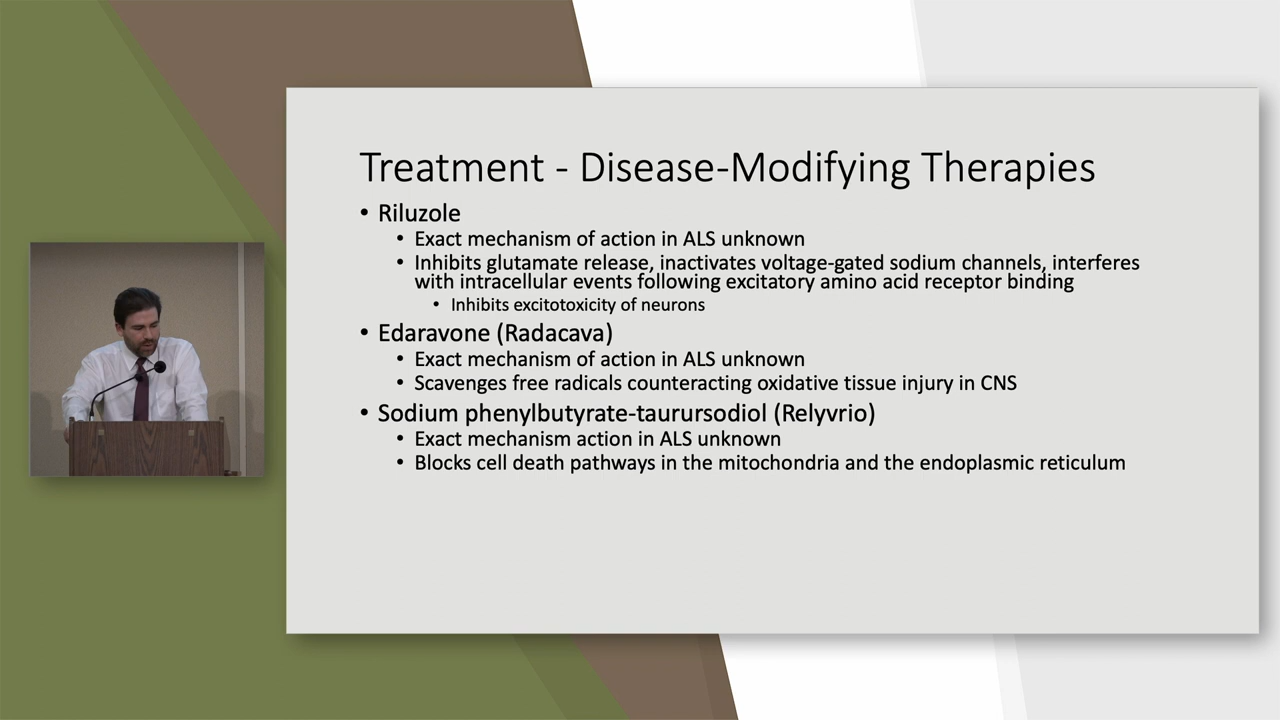 Treatment - Disease-Modifying Therapies
• Riluzole
• Exact mechanism of action in ALS unknown
• Inhibits glutamate release, inactivates voltage-gated sodium channels, interferes
with intracellular events following excitatory amino acid receptor binding
• Inhibits excitotoxicity of neurons
• Edaravone (Radacava)
• Exact mechanism of action in ALS unknown
• Scavenges free radicals counteracting oxidative tissue injury in CNS
• Sodium phenylbutyrate-taurursodiol (Relyvrio)
• Exact mechanism action in ALS unknown
• Blocks cell death pathways in the mitochondria and the endoplasmic reticulum